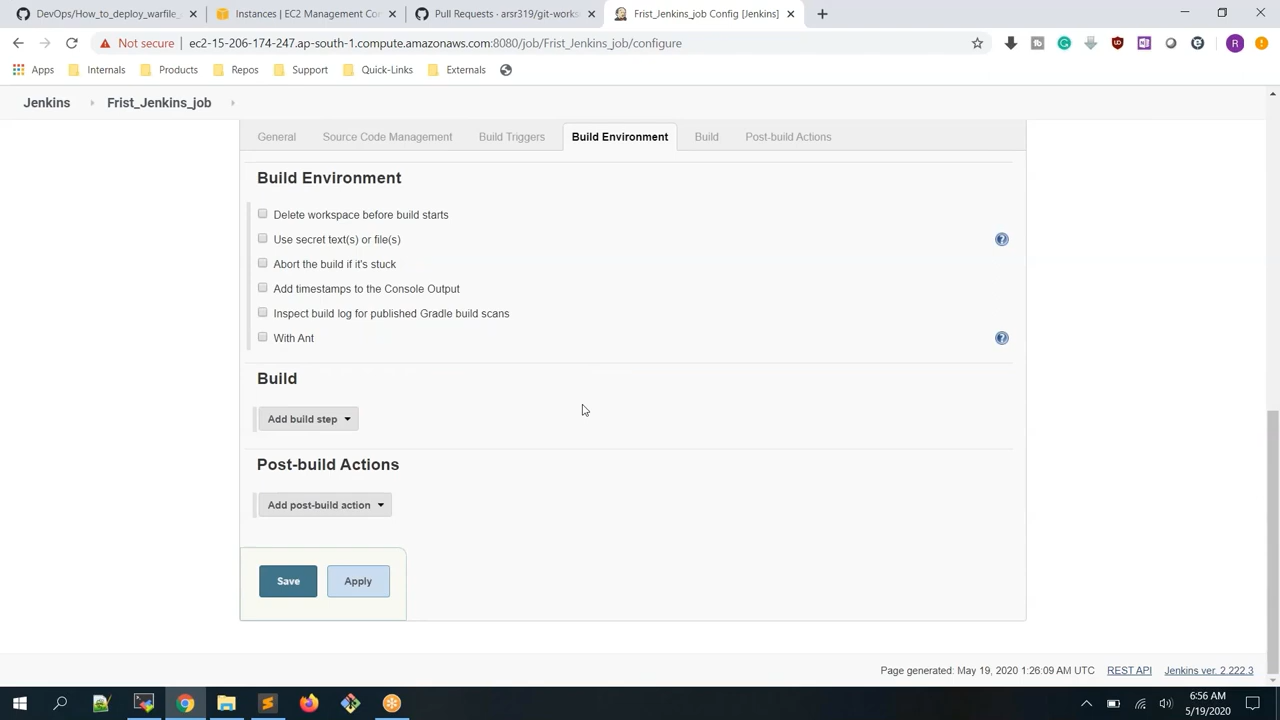 DevOps/How_to_deploy_warfile_
Instances | EC2 Management Co
Pull Requests · arsr319/git-works
Frist_Jenkins_job Config [Jenkins]
Not secure | ec2-15-206-174-247.ap-south-1.compute.amazonaws.com:8080/job/Frist_Jenkins_job/configure
Apps Internals Products Repos Support Quick-Links Externals
Jenkins Frist_Jenkins_job
General Source Code Management Build Triggers Build Environment Build Post-build Actions
Build Environment
Delete workspace before build starts
Use secret text(s) or file(s)
Abort the build if it's stuck
Add timestamps to the Console Output
Inspect build log for published Gradle build scans
With Ant
Build
Add build step
Post-build Actions
Add post-build action
Save Apply
Page generated: May 19, 2020 1:26:09 AM UTC REST API Jenkins ver. 2.222.3
6:56 AM
5/19/2020